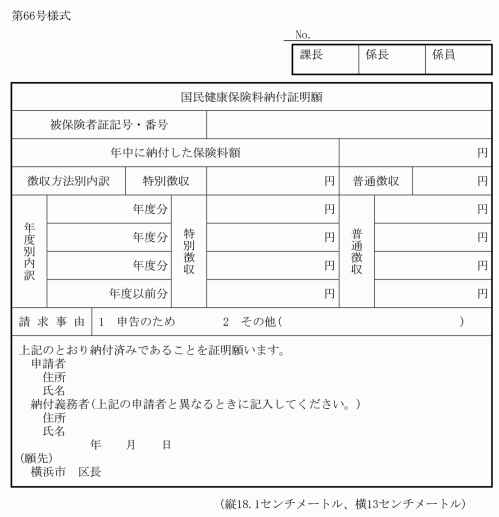 第66号様式
No.
課長 係長 係員
国民健康保険料納付証明願
被保険者証記号・番号
年中に納付した保険料額 円
徴収方法別内訳 特別徴収 円 普通徴収 円
年度別内訳 年度分 特別徴収 円 普通徴収 円
年度分 円 円
年度分 円 円
年度以前分 円 円
請求事由 1 申告のため 2 その他( )
上記のとおり納付済みであることを証明願います。
申請者
住所
氏名
納付義務者(上記の申請者と異なるときに記入してください。)
住所
氏名
年 月 日
(願先)
横浜市 区長
(縦18.1センチメートル、横13センチメートル)